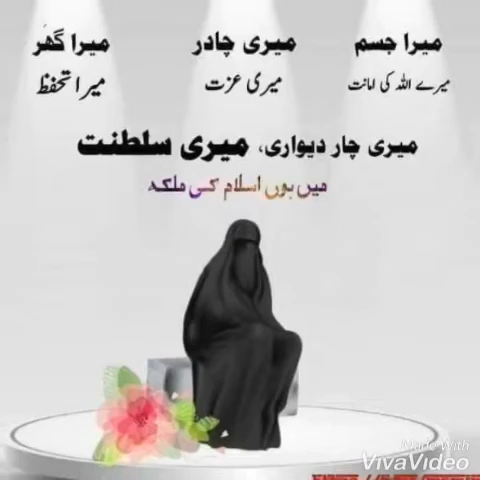 میرا جسم
میرے اللہ کی امانت
میری چادر
میری عزت
میرا گھر
میرا تحفظ
میری چار دیواری، میری سلطنت
میں ہوں اسلام کی ملکہ
Made With
VivaVideo